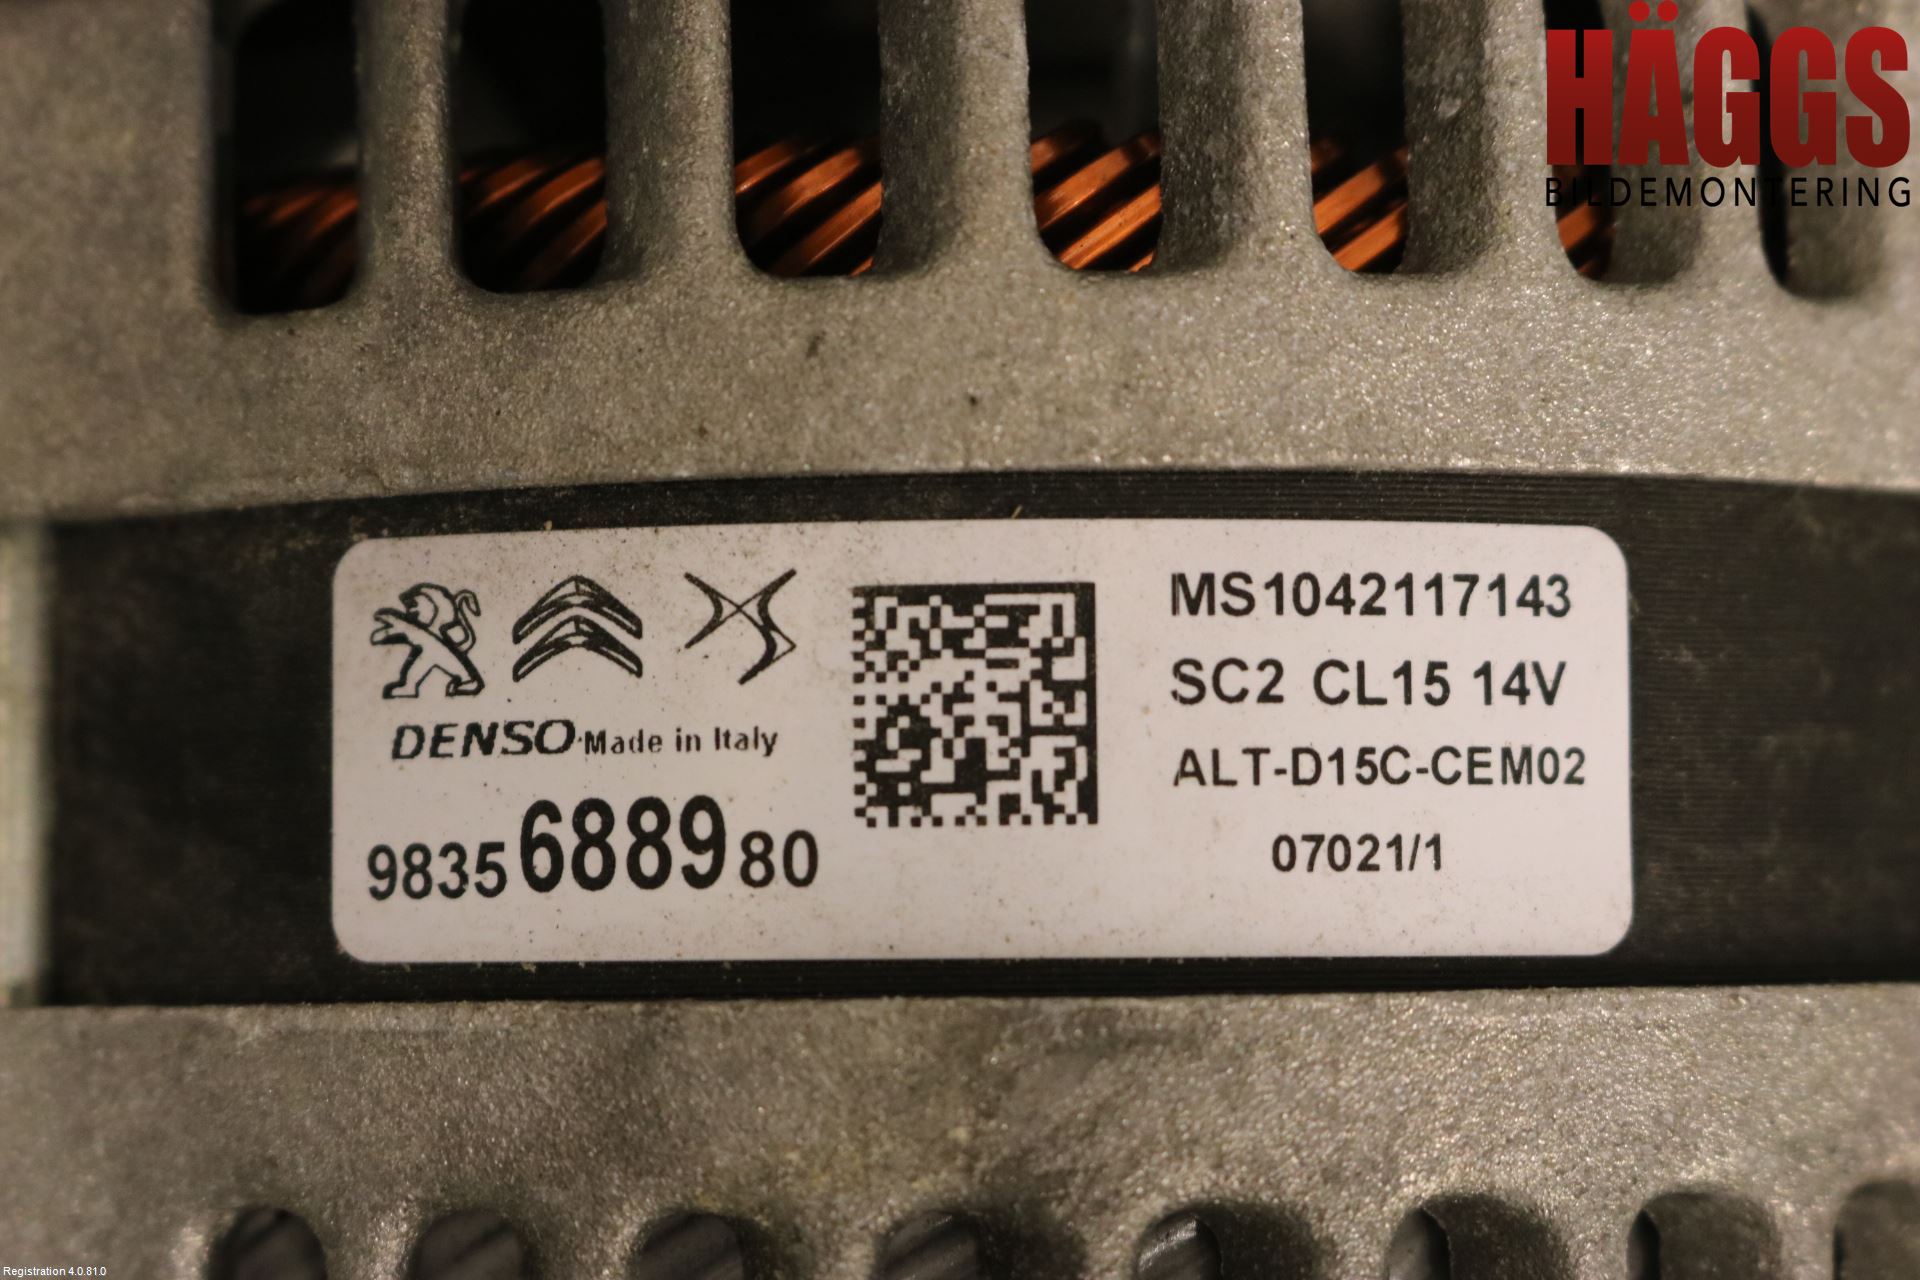 HÄGGS
BILDEMONTERING
DENSO Made in Italy
9835688980
MS1042117143
SC2 CL15 14V
ALT-D15C-CEM02
07021/1
Registration 4.0.81.0